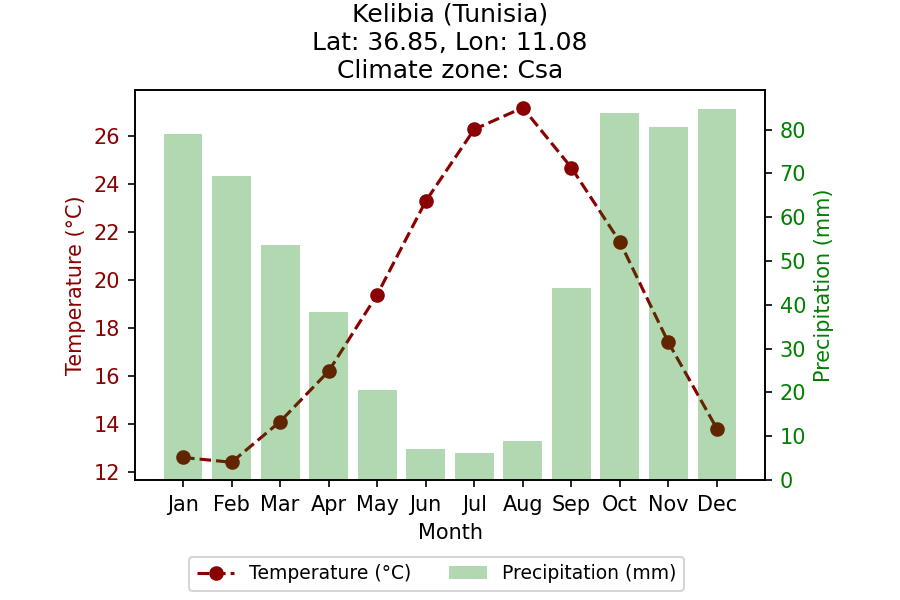 Kelibia (Tunisia)
Lat: 36.85, Lon: 11.08
Climate zone: Csa
Temperature (°C)
26
24
22
20
18
16
14
12
80
70
60
50
40
30
20
10
0
Precipitation (mm)
Jan Feb Mar Apr May Jun Jul Aug Sep Oct Nov Dec
Month
Temperature (°C) Precipitation (mm)